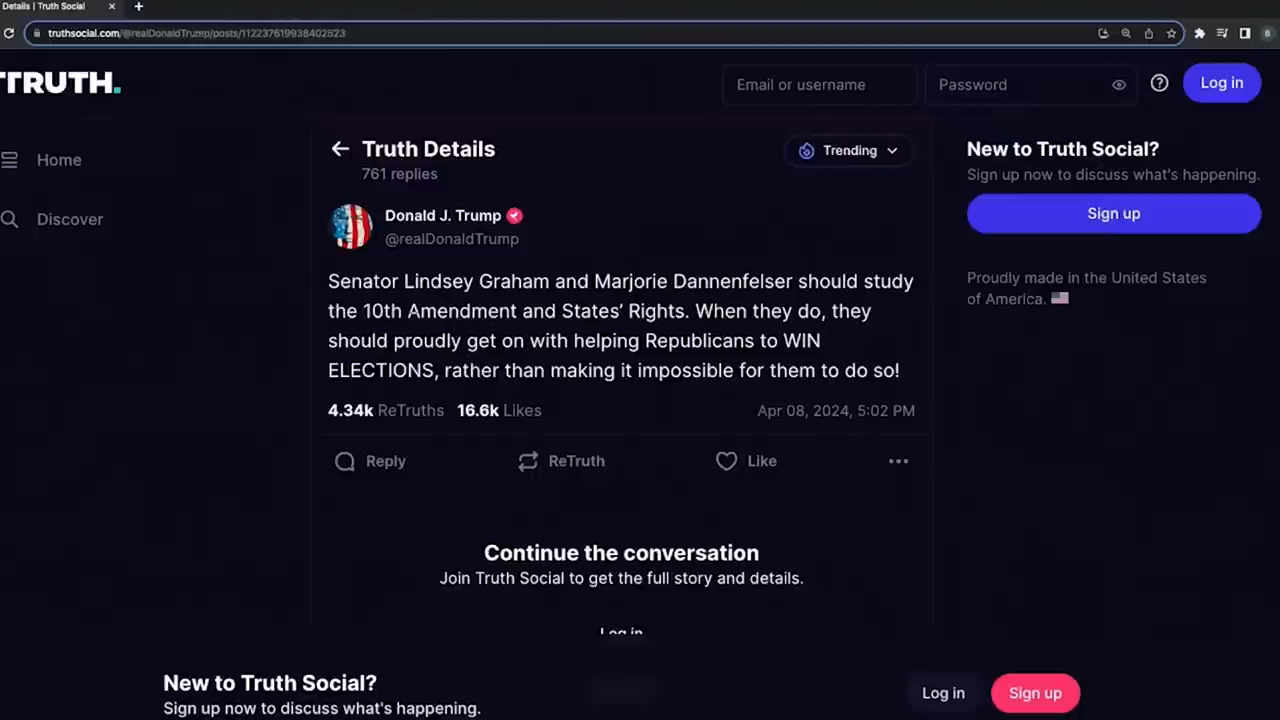 Details | Truth Social
truthsocial.com/@realDonaldTrump/posts/112237619938402623
TRUTH.
Email or username
Password
Log in
Home
Discover
Truth Details
761 replies
Trending
Donald J. Trump
@realDonaldTrump
Senator Lindsey Graham and Marjorie Dannenfelser should study
the 10th Amendment and States’ Rights. When they do, they
should proudly get on with helping Republicans to WIN
ELECTIONS, rather than making it impossible for them to do so!
4.34k ReTruths 16.6k Likes
Apr 08, 2024, 5:02 PM
Reply
ReTruth
Like
New to Truth Social?
Sign up now to discuss what's happening.
Sign up
Proudly made in the United States
of America.
Continue the conversation
Join Truth Social to get the full story and details.
Log in
New to Truth Social?
Sign up now to discuss what's happening.
Log in
Sign up